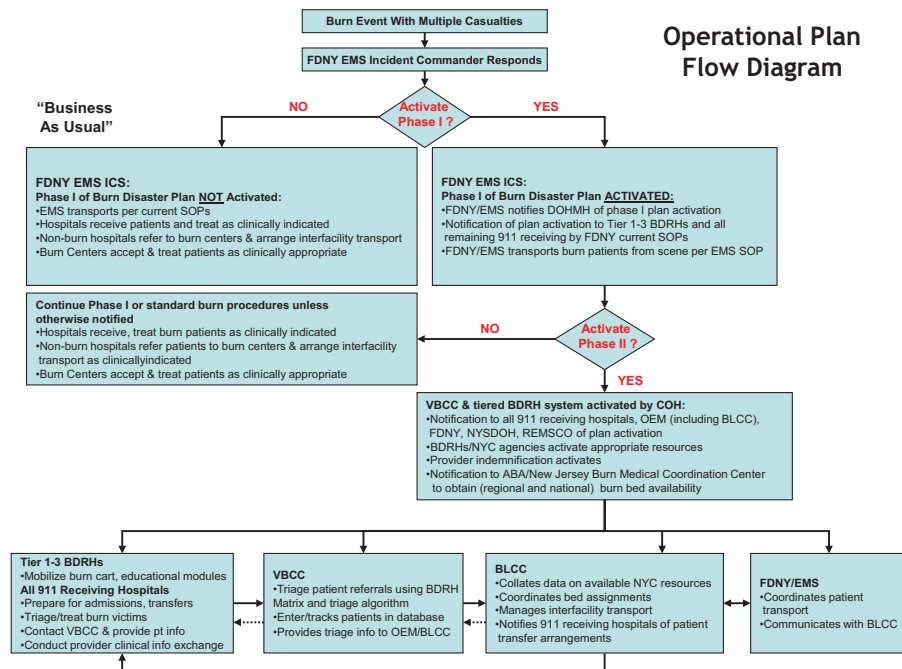 Operational Plan
Flow Diagram
Burn Event With Multiple Casualties
FDNY EMS Incident Commander Responds
"Business
As Usual"
NO
Activate
Phase I ?
YES
FDNY EMS ICS:
Phase I of Burn Disaster Plan NOT Activated:
•EMS transports per current SOPs
•Hospitals receive patients and treat as clinically indicated
•Non-burn hospitals refer to burn centers & arrange interfacility transport
•Burn Centers accept & treat patients as clinically appropriate
FDNY EMS ICS:
Phase I of Burn Disaster Plan ACTIVATED:
•FDNY/EMS notifies DOHMH of phase I plan activation
•Notification of plan activation to Tier 1-3 BDRHs and all
remaining 911 receiving by FDNY current SOPs
•FDNY/EMS transports burn patients from scene per EMS SOP
Continue Phase I or standard burn procedures unless
otherwise notified
•Hospitals receive, treat burn patients as clinically indicated
•Non-burn hospitals refer patients to burn centers & arrange interfacility
transport as clinicallyindicated
•Burn Centers accept & treat patients as clinically appropriate
NO
Activate
Phase II ?
YES
VBCC & tiered BDRH system activated by COH:
•Notification to all 911 receiving hospitals, OEM (including BLCC),
FDNY, NYSDOH, REMSCO of plan activation
•BDRHs/NYC agencies activate appropriate resources
•Provider indemnification activates
•Notification to ABA/New Jersey Burn Medical Coordination Center
to obtain (regional and national) burn bed availability
Tier 1-3 BDRHs
•Mobilize burn cart, educational modules
All 911 Receiving Hospitals
•Prepare for admissions, transfers
•Triage/treat burn victims
•Contact VBCC & provide pt info
•Conduct provider clinical info exchange
VBCC
•Triage patient referrals using BDRH
Matrix and triage algorithm
•Enter/tracks patients in database
•Provides triage info to OEM/BLCC
BLCC
•Collates data on available NYC resources
•Coordinates bed assignments
•Manages interfacility transport
•Notifies 911 receiving hospitals of patient
transfer arrangements
FDNY/EMS
•Coordinates patient
transport
•Communicates with BLCC